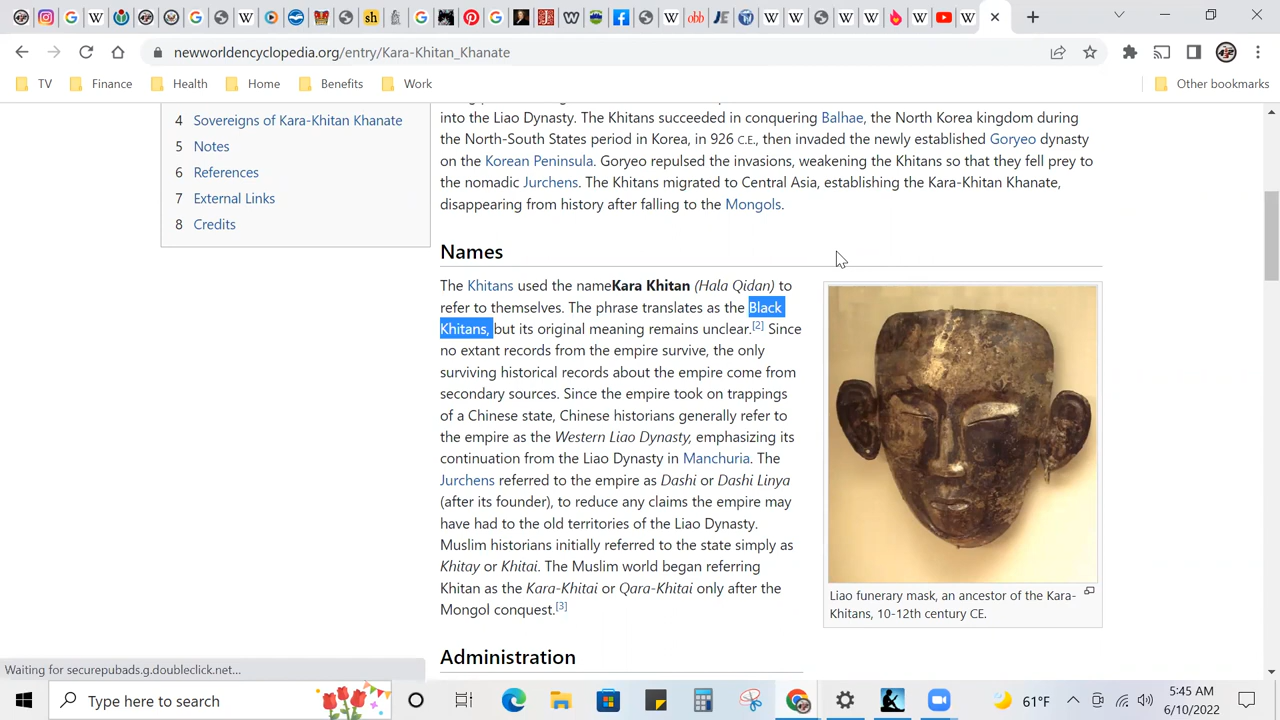 newworldencyclopedia.org/entry/Kara-Khitan_Khanate
TV
Finance
Health
Home
Benefits
Work
Other bookmarks
4 Sovereigns of Kara-Khitan Khanate
5 Notes
6 References
7 External Links
8 Credits
into the Liao Dynasty. The Khitans succeeded in conquering Balhae, the North Korea kingdom during
the North-South States period in Korea, in 926 C.E., then invaded the newly established Goryeo dynasty
on the Korean Peninsula. Goryeo repulsed the invasions, weakening the Khitans so that they fell prey to
the nomadic Jurchens. The Khitans migrated to Central Asia, establishing the Kara-Khitan Khanate,
disappearing from history after falling to the Mongols.
Names
The Khitans used the nameKara Khitan (Hala Qidan) to
refer to themselves. The phrase translates as the Black
Khitans, but its original meaning remains unclear.[2] Since
no extant records from the empire survive, the only
surviving historical records about the empire come from
secondary sources. Since the empire took on trappings
of a Chinese state, Chinese historians generally refer to
the empire as the Western Liao Dynasty, emphasizing its
continuation from the Liao Dynasty in Manchuria. The
Jurchens referred to the empire as Dashi or Dashi Linya
(after its founder), to reduce any claims the empire may
have had to the old territories of the Liao Dynasty.
Muslim historians initially referred to the state simply as
Khitay or Khitai. The Muslim world began referring
Khitan as the Kara-Khitai or Qara-Khitai only after the
Mongol conquest.[3]
Liao funerary mask, an ancestor of the Kara-
Khitans, 10-12th century CE.
Administration
Waiting for securepubads.g.doubleclick.net...
Type here to search
61°F
5:45 AM
6/10/2022